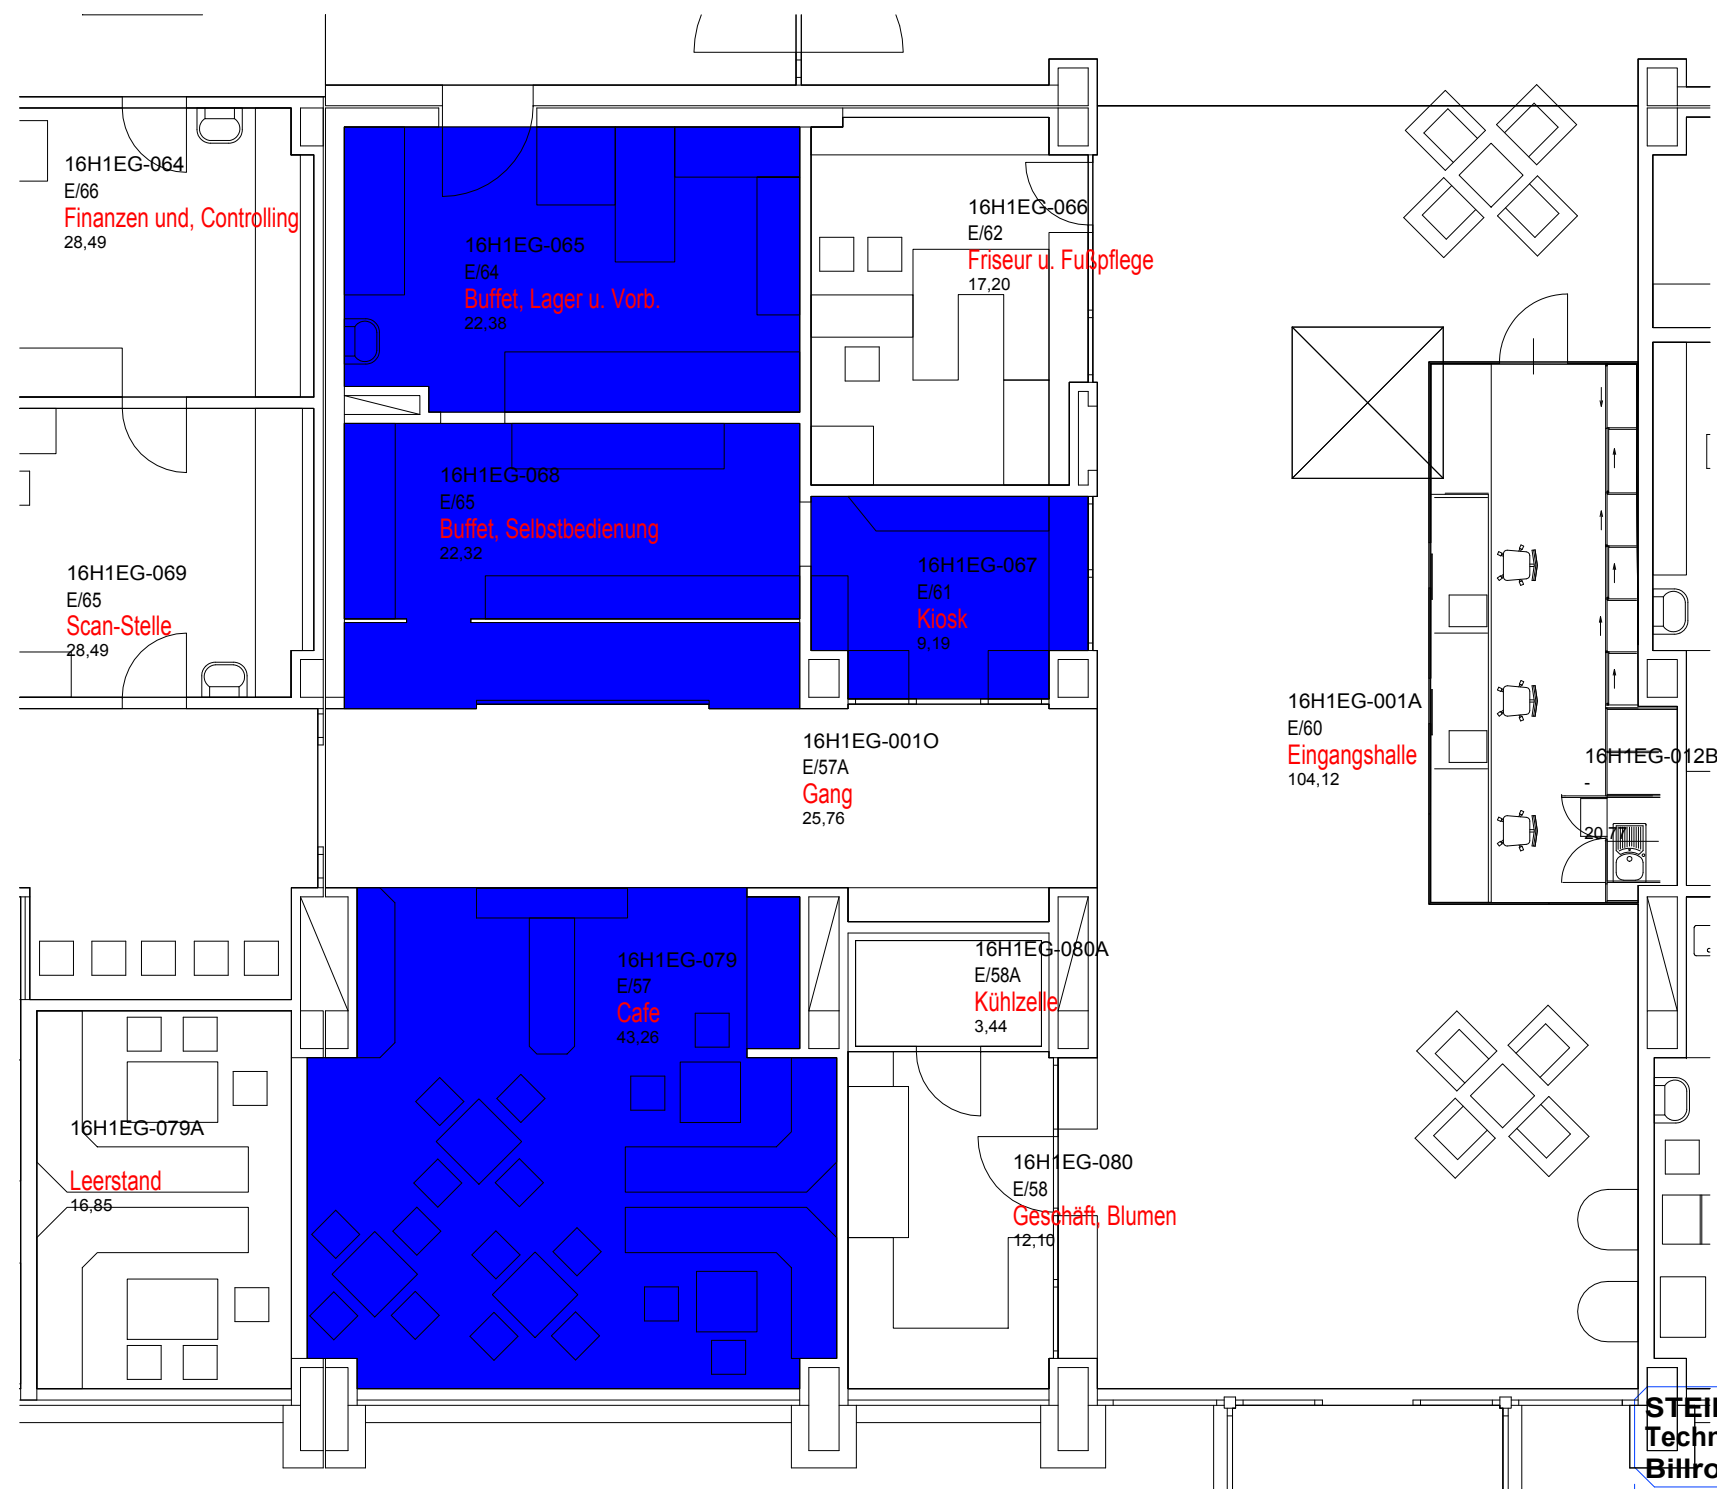 16H1EG-064
E/66
Finanzen und, Controlling
28,49
16H1EG-065
E/64
Buffet, Lager u. Vorb.
22,38
16H1EG-066
E/62
Friseur u. Fußpflege
17,20
16H1EG-068
E/65
Buffet, Selbstbedienung
22,32
16H1EG-067
E/61
Kiosk
9,19
16H1EG-069
E/65
Scan-Stelle
28,49
16H1EG-001O
E/57A
Gang
25,76
16H1EG-001A
E/60
Eingangshalle
104,12
16H1EG-012B
-
20,77
16H1EG-079
E/57
Cafe
43,26
16H1EG-080A
E/58A
Kühlzelle
3,44
16H1EG-079A
Leerstand
16,85
16H1EG-080
E/58
Geschäft, Blumen
12,10